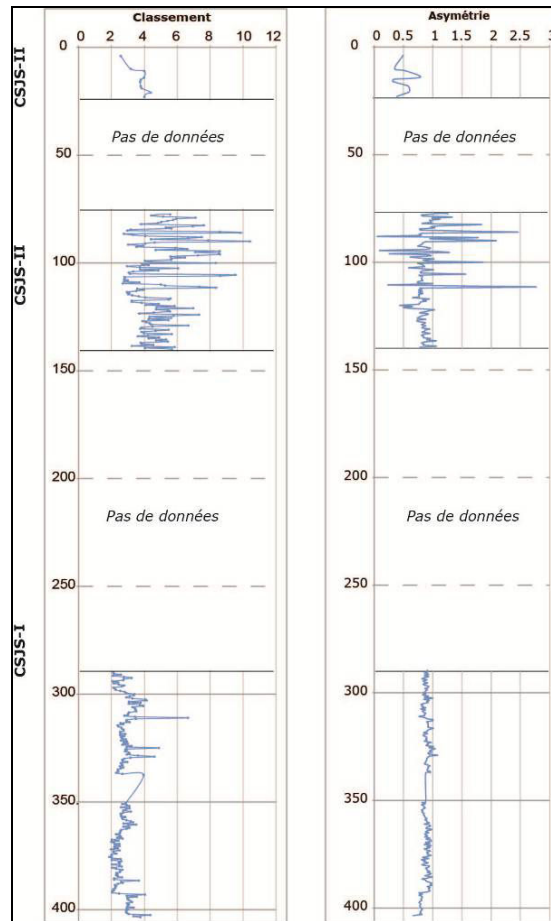 Classement
0 2 4 6 8 10 12
0
CSJS-II
Pas de données
50
CSJS-II
100
150
200
Pas de données
250
CSJS-I
300
350.
400
Asymétrie
0 0.5 1 1.5 2 2.5 3
0
Pas de données
50
100
150
200
Pas de données
250
300
350
400